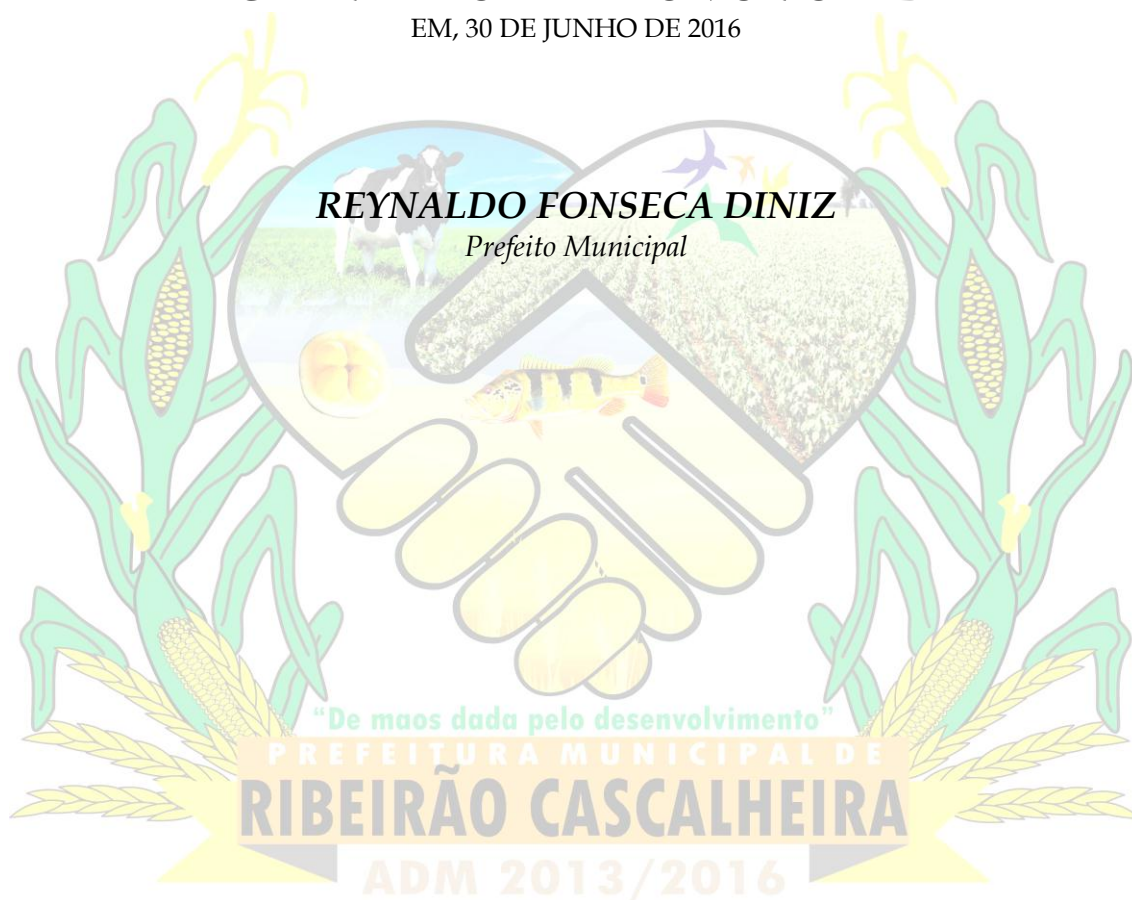 EM, 30 DE JUNHO DE 2016
REYNALDO FONSECA DINIZ
Prefeito Municipal
"De maos dada pelo desenvolvimento"
PREFEITURA MUNICIPAL DE
RIBEIRÃO CASCALHEIRA
ADM 2013/2016